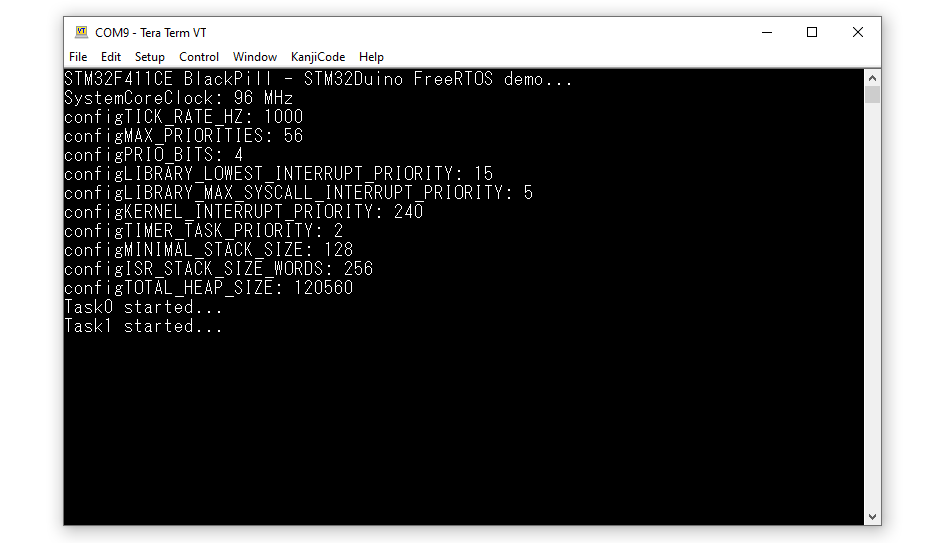 COM9 - Tera Term VT
File Edit Setup Control Window KanjiCode Help
STM32F411CE BlackPill - STM32Duino FreeRTOS demo...
SystemCoreClock: 96 MHz
configTICK_RATE_HZ: 1000
configMAX_PRIORITIES: 56
configPRIO_BITS: 4
configLIBRARY_LOWEST_INTERRUPT_PRIORITY: 15
configLIBRARY_MAX_SYSCALL_INTERRUPT_PRIORITY: 5
configKERNEL_INTERRUPT_PRIORITY: 240
configTIMER_TASK_PRIORITY: 2
configMINIMAL_STACK_SIZE: 128
configISR_STACK_SIZE_WORDS: 256
configTOTAL_HEAP_SIZE: 120560
Task0 started...
Task1 started...